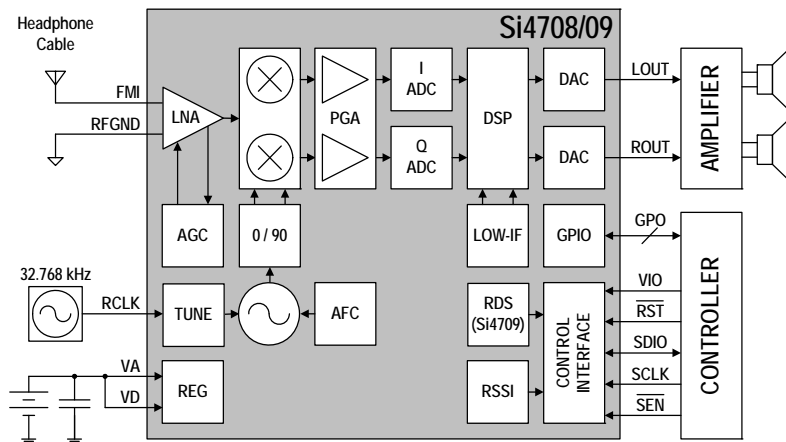 Si4708/09
Headphone
Cable
FMI
RFGND
LNA
PGA
I
ADC
Q
ADC
DSP
DAC
DAC
LOUT
ROUT
AMPLIFIER
AGC
0 / 90
LOW-IF
GPIO
GPO
32.768 kHz
RCLK
TUNE
AFC
RDS
(Si4709)
RSSI
CONTROL
INTERFACE
VIO
RST
SDIO
SCLK
SEN
CONTROLLER
VA
VD
REG